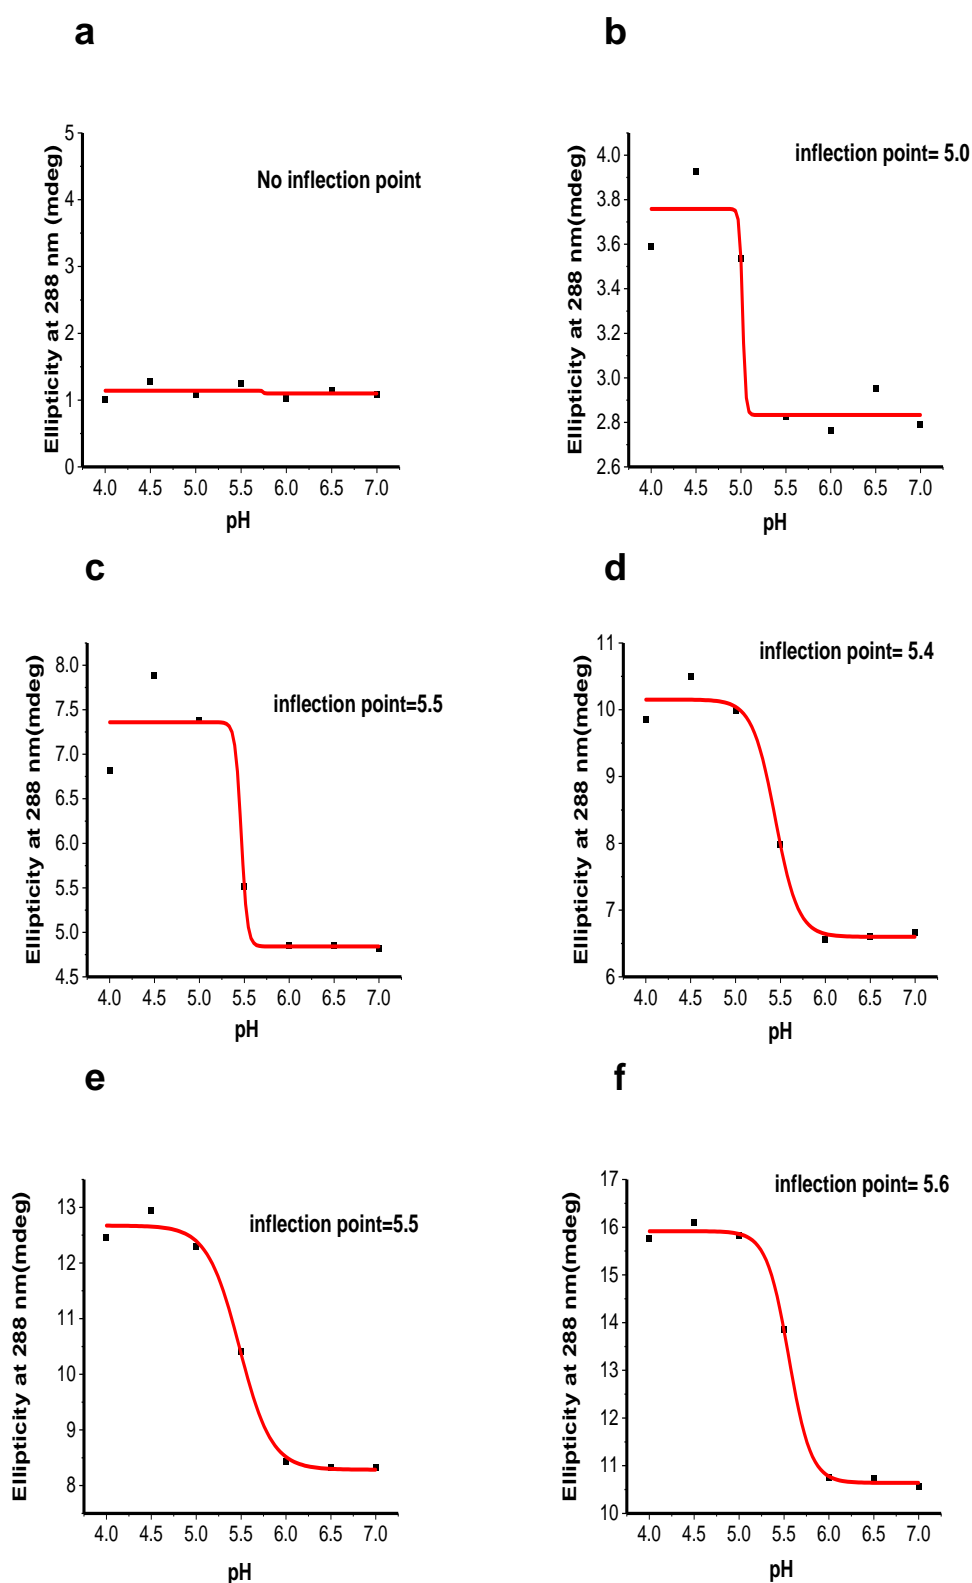 a
Ellipticity at 288 nm (mdeg)
5
4
3
2
1
0
No inflection point
4.0 4.5 5.0 5.5 6.0 6.5 7.0
pH
b
Ellipticity at 288 nm(mdeg)
4.0
3.8
3.6
3.4
3.2
3.0
2.8
2.6
inflection point= 5.0
4.0 4.5 5.0 5.5 6.0 6.5 7.0
pH
c
Ellipticity at 288 nm(mdeg)
8.0
7.5
7.0
6.5
6.0
5.5
5.0
4.5
inflection point=5.5
4.0 4.5 5.0 5.5 6.0 6.5 7.0
pH
d
Ellipticity at 288 nm(mdeg)
11
10
9
8
7
6
inflection point= 5.4
4.0 4.5 5.0 5.5 6.0 6.5 7.0
pH
e
Ellipticity at 288 nm(mdeg)
13
12
11
10
9
8
inflection point=5.5
4.0 4.5 5.0 5.5 6.0 6.5 7.0
pH
f
Ellipticity at 288 nm(mdeg)
17
16
15
14
13
12
11
10
inflection point= 5.6
4.0 4.5 5.0 5.5 6.0 6.5 7.0
pH